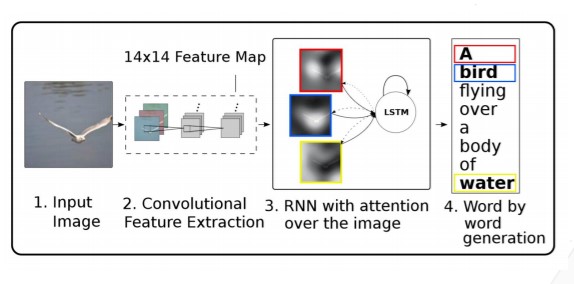 14x14 Feature Map
LSTM
A
bird
flying
over
a
body
of
water
1. Input
Image
2. Convolutional
Feature Extraction
3. RNN with attention
over the image
4. Word by
word
generation